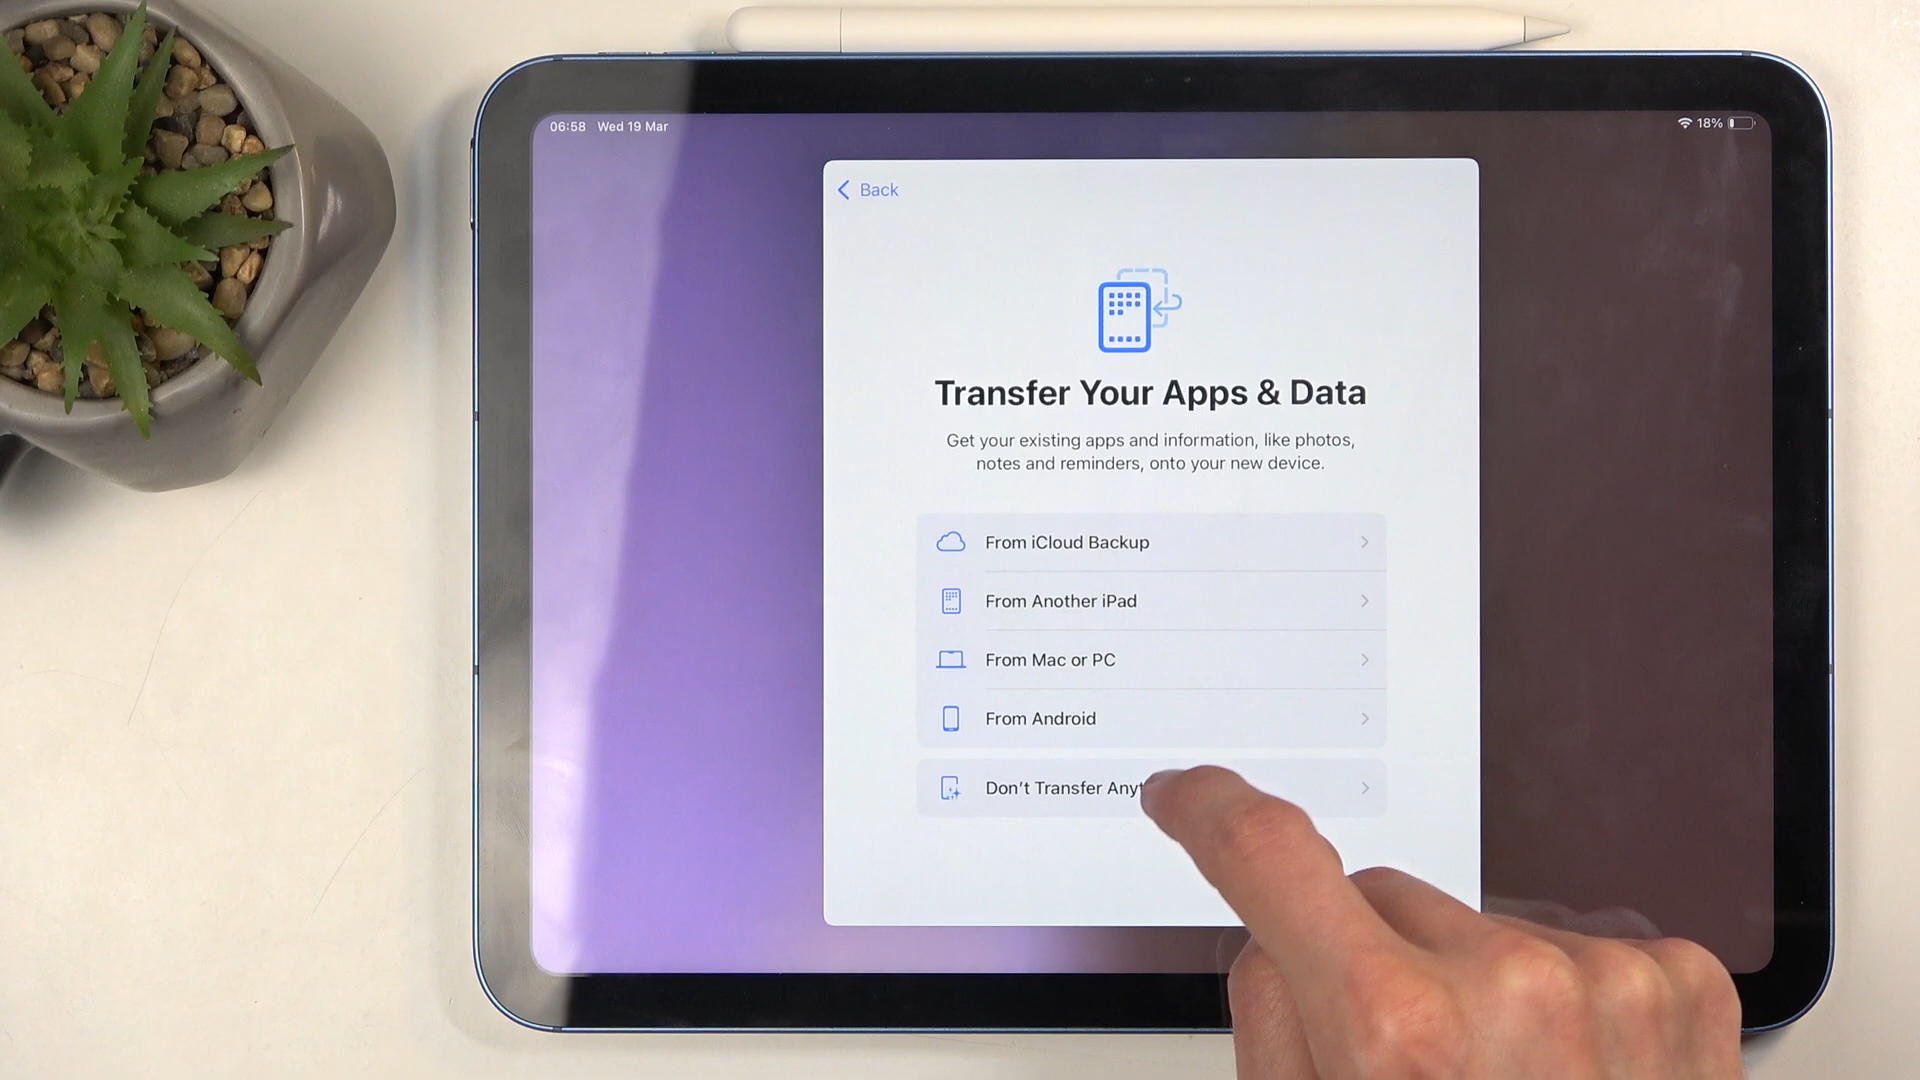 06:58 Wed 19 Mar
18%
Back
Transfer Your Apps & Data
Get your existing apps and information, like photos,
notes and reminders, onto your new device.
From iCloud Backup
From Another iPad
From Mac or PC
From Android
Don't Transfer